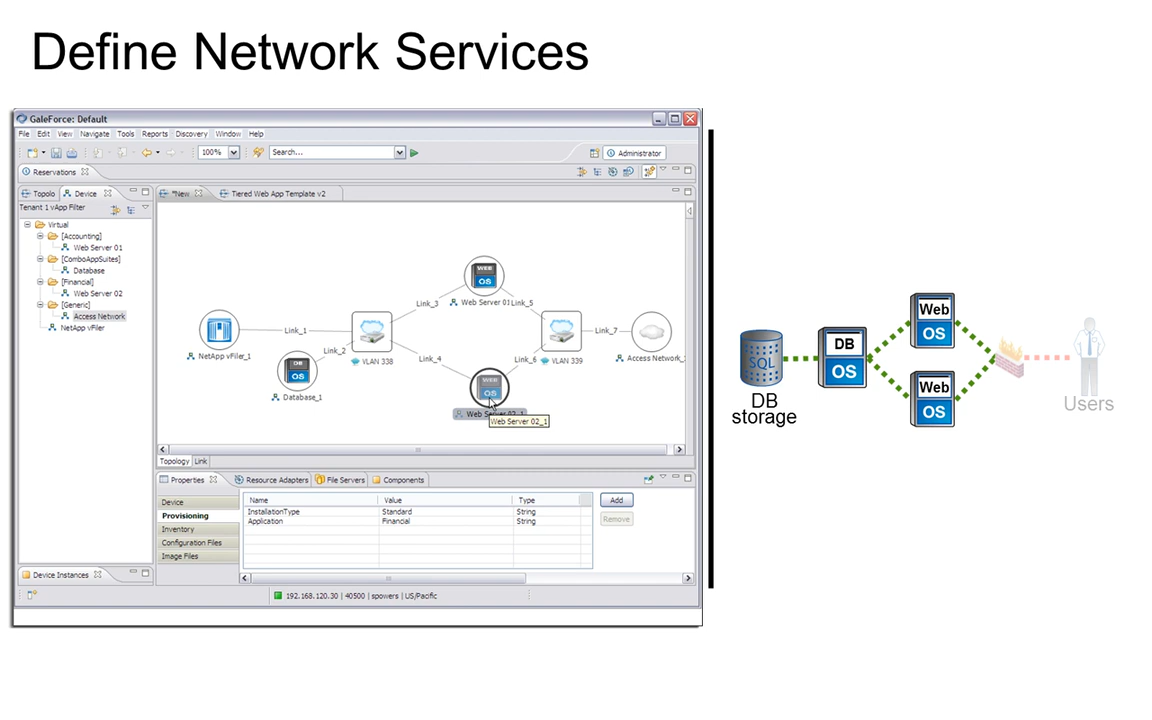 Define Network Services
GaleForce: Default
File Edit View Navigate Tools Reports Discovery Window Help
100% Search... Administrator
Reservations
Topolo Device
*New Tiered Web App Template v2
Tenant 1 vApp Filter
Virtual
[Accounting]
Web Server 01
[ComboAppSuites]
Database
[Financial]
Web Server 02
[Generic]
Access Network
NetApp vFiler
WEB
OS
Web Server 01
Link_3
Link_5
Link_1
Link_7
NetApp vFiler_1
Link_2
VLAN 338
Link_4
Link_6
VLAN 339
Access Network_
DB
OS
Database_1
WEB
OS
Web Server 02_1
Web Server 02_1
Topology Link
Properties Resource Adapters File Servers Components
Device
Provisioning
Inventory
Configuration Files
Image Files
Name Value Type
InstallationType Standard String
Application Financial String
Add
Remove
Device Instances
192.168.120.30 | 40500 | spowers | US/Pacific
SQL
DB
storage
DB
OS
Web
OS
Web
OS
Users